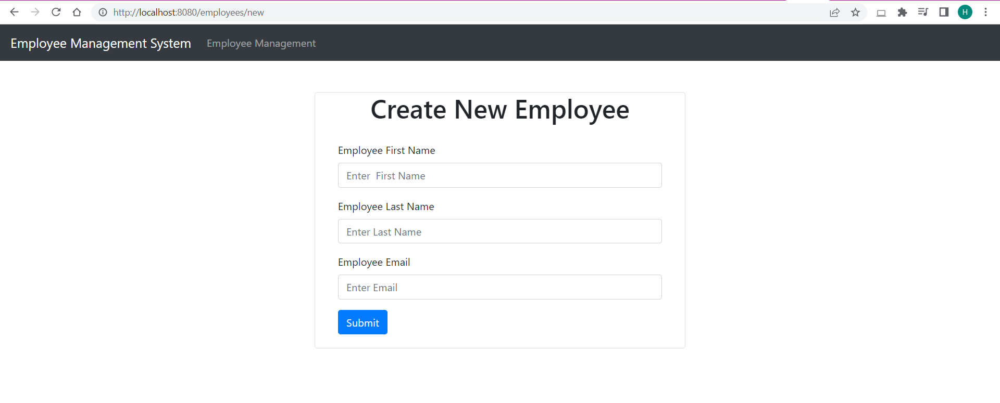 http://localhost:8080/employees/new
H
Employee Management System Employee Management
Create New Employee
Employee First Name
Enter  First Name
Employee Last Name
Enter Last Name
Employee Email
Enter Email
Submit